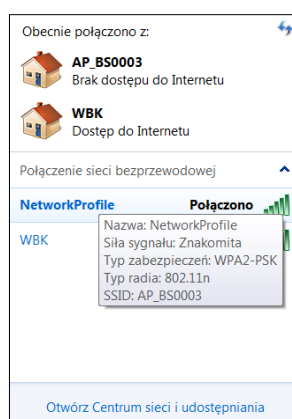 Obecnie połączono z:
AP_BS0003
Brak dostępu do Internetu
WBK
Dostęp do Internetu
Połączenie sieci bezprzewodowej
NetworkProfile Połączono
Nazwa: NetworkProfile
Siła sygnału: Znakomita
WBK
Typ zabezpieczeń: WPA2-PSK
Typ radia: 802.11n
SSID: AP_BS0003
Otwórz Centrum sieci i udostępniania